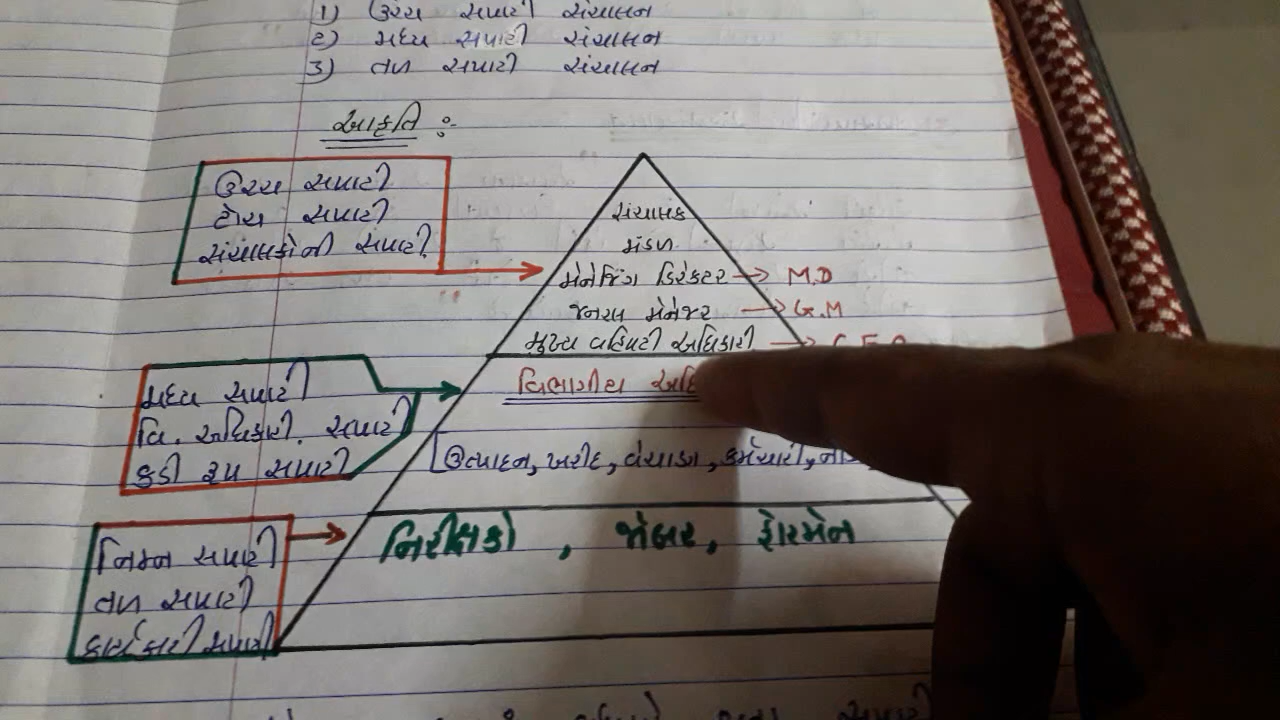 1) ઉચ્ચ સપાટી સંચાલન
2) મધ્ય સપાટી સંચાલન
3) તળ સપાટી સંચાલન
આકૃતિ :-
ઉચ્ચ સપાટી
ટોચ સપાટી
સંચાલકોની સપાટી
સંચાલક
મંડળ
મેનેજિંગ ડિરેકટર → M.D
જનરલ મેનેજર → G.M
મુખ્ય વહિવટી અધિકારી →
મધ્ય સપાટી
વિ. અધિકારી. સપાટી
કડી રૂપ સપાટી
વિભાગીય
ઉત્પાદન, ખરીદ, વેચાણ, કર્મચારી,
નિમ્ન સપાટી
તળ સપાટી
કાર્યકારી સપાટી
નિરીક્ષકો, જોબર, ફોરમેન